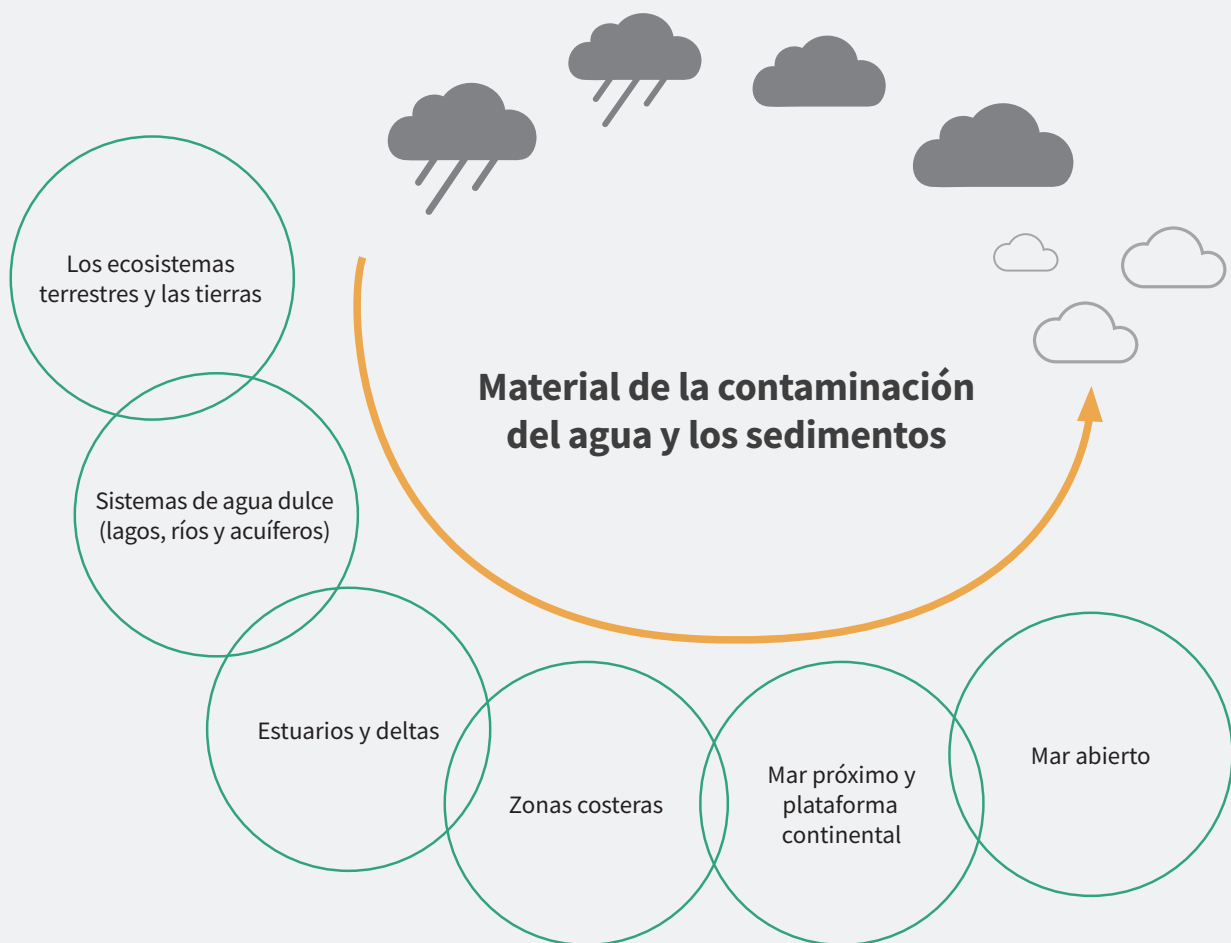 Los ecosistemas
terrestres y las tierras
Material de la contaminación
del agua y los sedimentos
Sistemas de agua dulce
(lagos, ríos y acuíferos)
Estuarios y deltas
Zonas costeras
Mar próximo y
plataforma
continental
Mar abierto